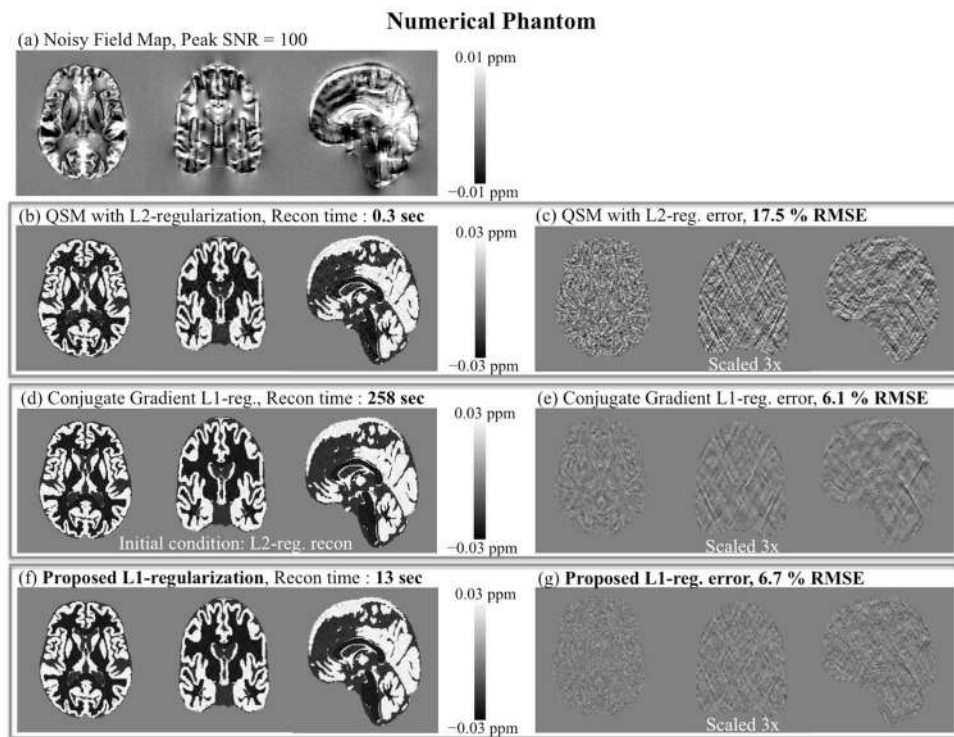 Numerical Phantom
(a) Noisy Field Map, Peak SNR = 100
0.01 ppm
−0.01 ppm
(b) QSM with L2-regularization, Recon time : 0.3 sec
0.03 ppm
−0.03 ppm
(c) QSM with L2-reg. error, 17.5 % RMSE
Scaled 3x
(d) Conjugate Gradient L1-reg., Recon time : 258 sec
0.03 ppm
Initial condition: L2-reg. recon
−0.03 ppm
(e) Conjugate Gradient L1-reg. error, 6.1 % RMSE
Scaled 3x
(f) Proposed L1-regularization, Recon time : 13 sec
0.03 ppm
−0.03 ppm
(g) Proposed L1-reg. error, 6.7 % RMSE
Scaled 3x